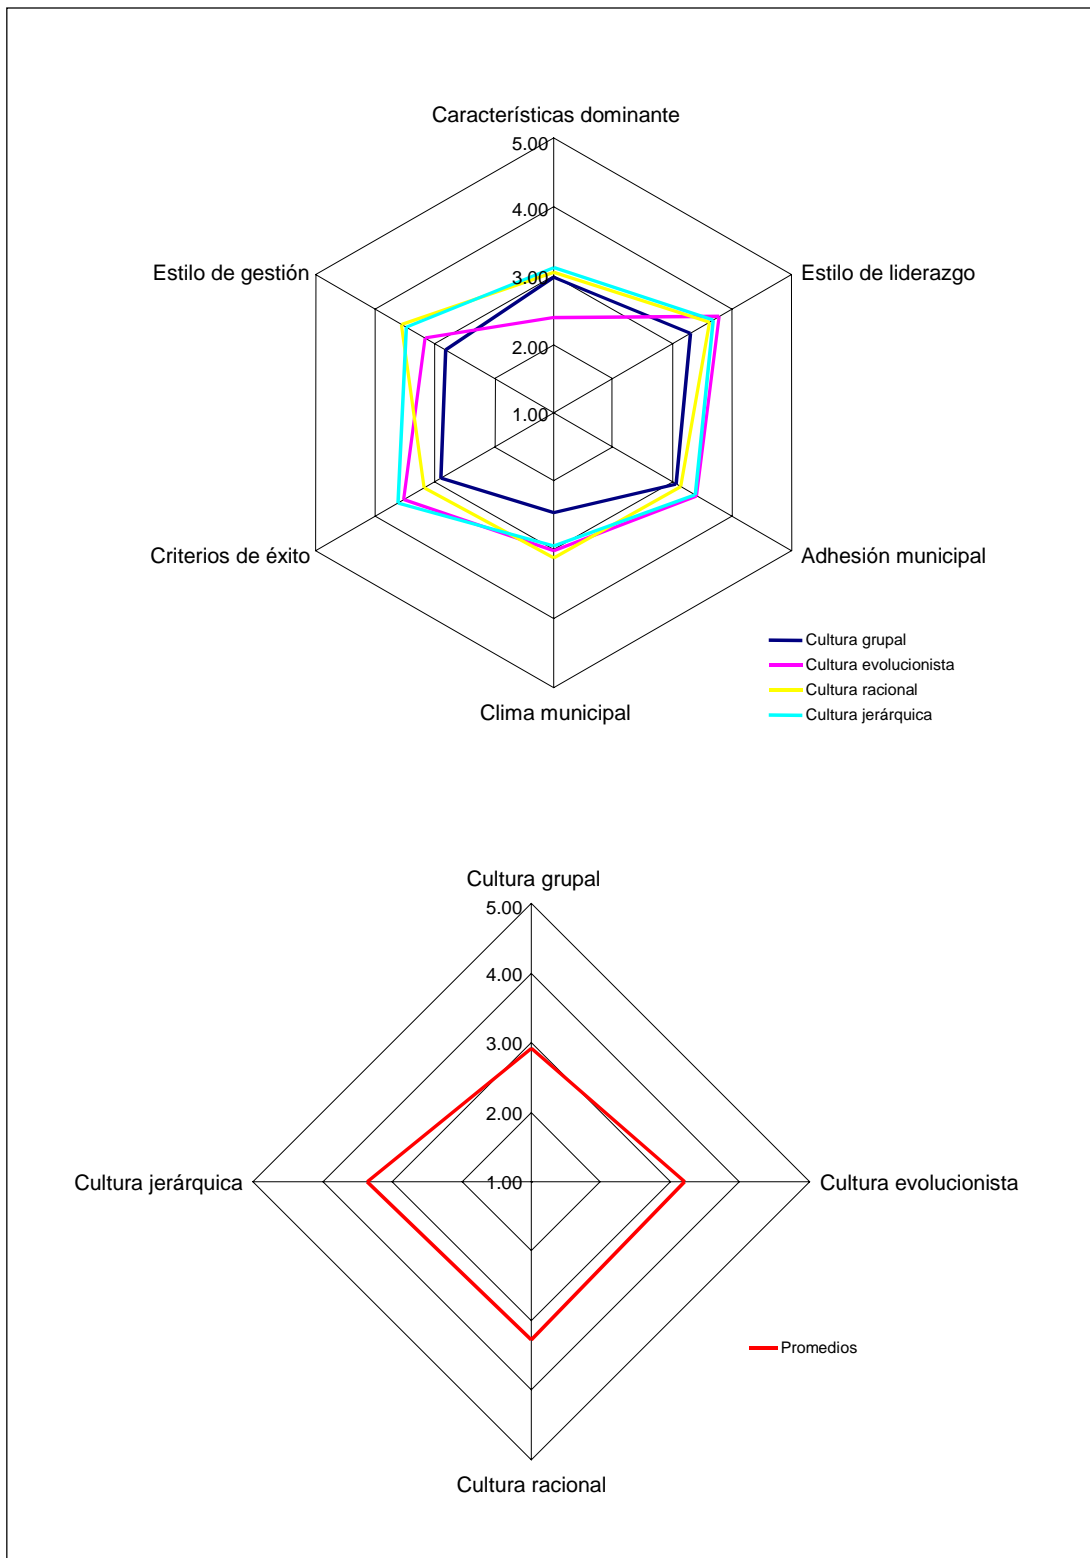 Características dominante
5.00
4.00
Estilo de gestión
Estilo de liderazgo
3.00
2.00
1.00
Criterios de éxito
Adhesión municipal
Cultura grupal
Cultura evolucionista
Cultura racional
Cultura jerárquica
Clima municipal
Cultura grupal
5.00
4.00
3.00
2.00
Cultura jerárquica
1.00
Cultura evolucionista
Promedios
Cultura racional